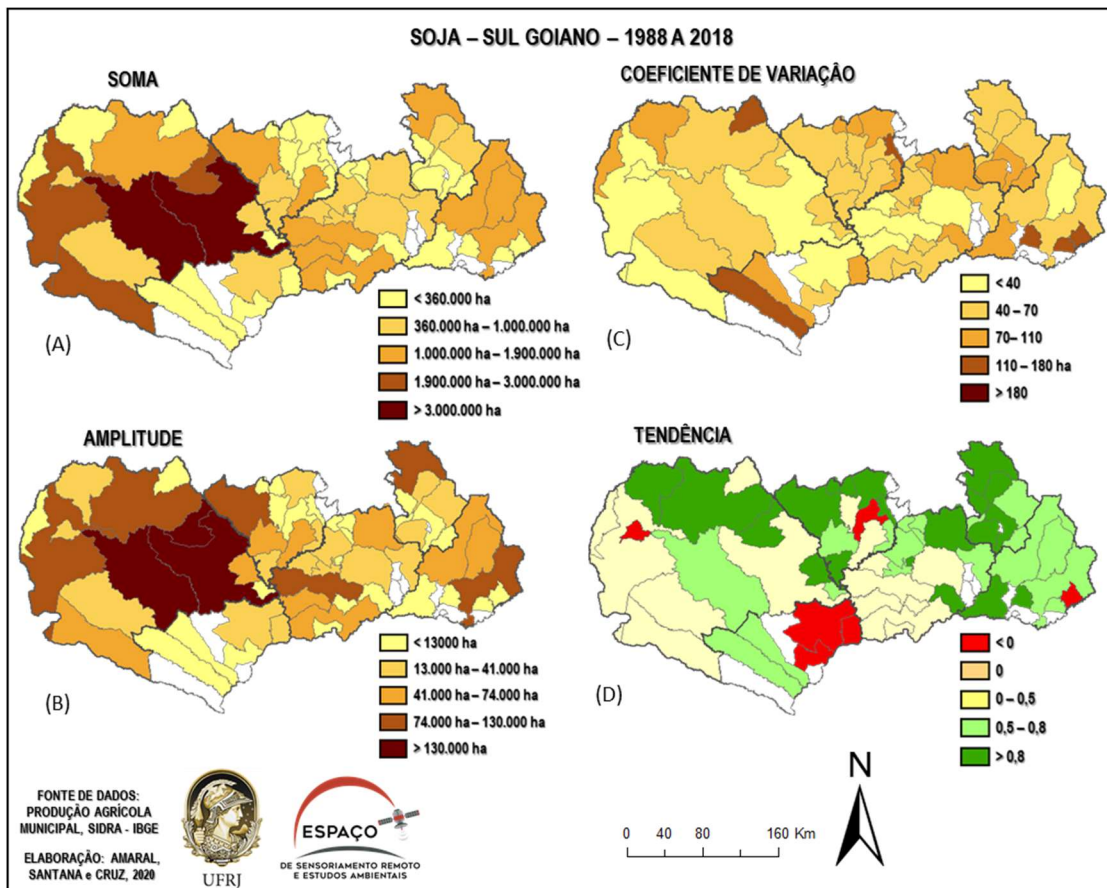 SOJA – SUL GOIANO – 1988 A 2018
SOMA
COEFICIENTE DE VARIAÇÂO
(A)
< 360.000 ha
360.000 ha – 1.000.000 ha
1.000.000 ha – 1.900.000 ha
1.900.000 ha – 3.000.000 ha
> 3.000.000 ha
(C)
< 40
40 – 70
70– 110
110 – 180 ha
> 180
AMPLITUDE
TENDÊNCIA
(B)
< 13000 ha
13.000 ha – 41.000 ha
41.000 ha – 74.000 ha
74.000 ha – 130.000 ha
> 130.000 ha
(D)
< 0
0
0 – 0,5
0,5 – 0,8
> 0,8
FONTE DE DADOS:
PRODUÇÃO AGRÍCOLA
MUNICIPAL, SIDRA - IBGE
ELABORAÇÃO: AMARAL,
SANTANA e CRUZ, 2020
UFRJ
ESPAÇO
DE SENSORIAMENTO REMOTO
E ESTUDOS AMBIENTAIS
0 40 80 160 Km
N